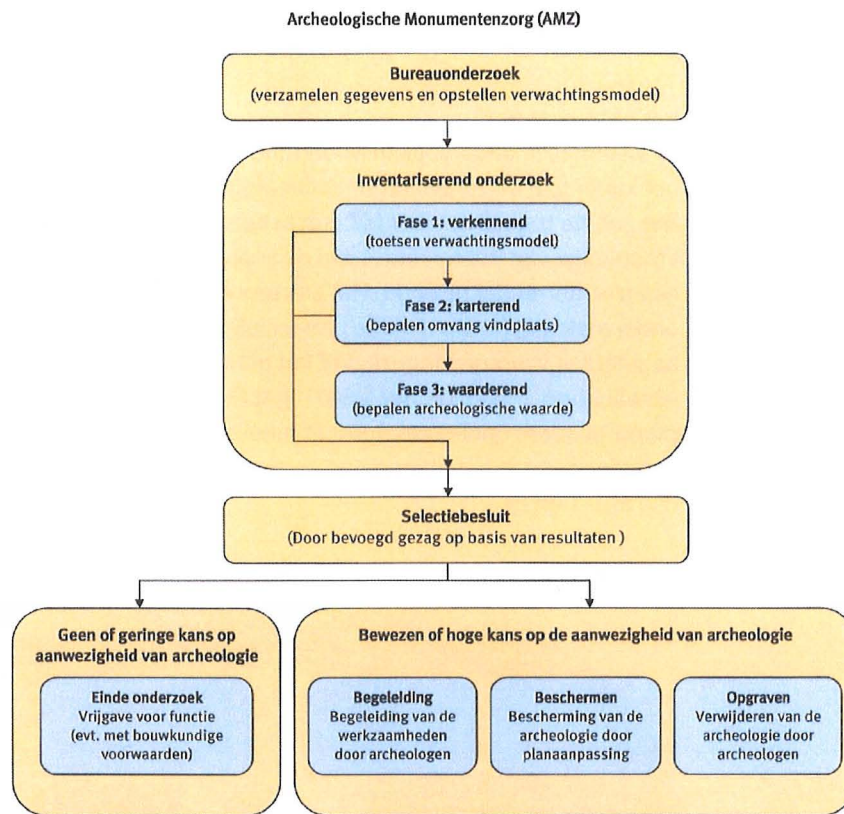 Archeologische Monumentenzorg (AMZ)
Bureauonderzoek
(verzamelen gegevens en opstellen verwachtingsmodel)
Inventariserend onderzoek
Fase 1: verkennend
(toetsen verwachtingsmodel)
Fase 2: karterend
(bepalen omvang vindplaats)
Fase 3: waarderend
(bepalen archeologische waarde)
Selectiebesluit
(Door bevoegd gezag op basis van resultaten )
Geen of geringe kans op
aanwezigheid van archeologie
Einde onderzoek
Vrijgave voor functie
(evt. met bouwkundige
voorwaarden)
Bewezen of hoge kans op de aanwezigheid van archeologie
Begeleiding
Begeleiding van de
werkzaamheden
door archeologen
Beschermen
Bescherming van de
archeologie door
planaanpassing
Opgraven
Verwijderen van de
archeologie door
archeologen